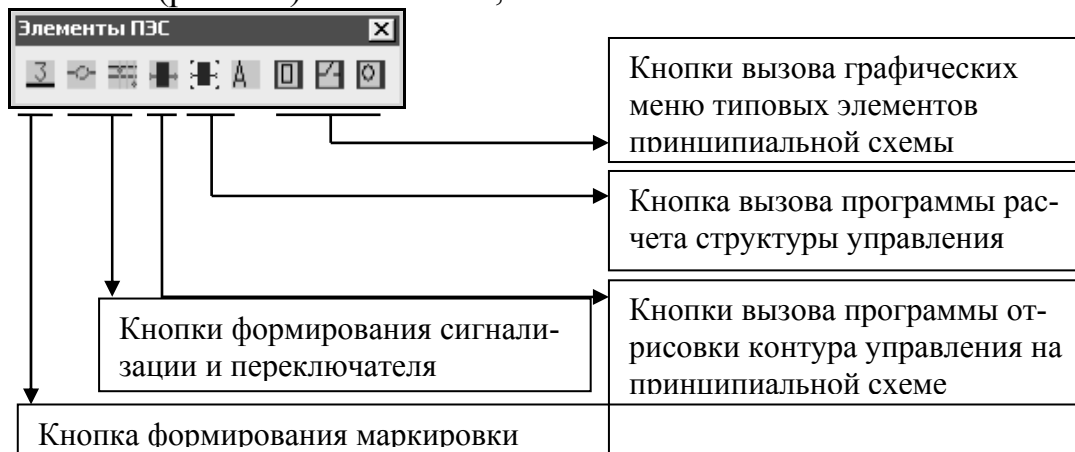 Элементы ПЭС
3
A
Кнопки вызова графических
меню типовых элементов
принципиальной схемы
Кнопка вызова программы рас-
чета структуры управления
Кнопки формирования сигнали-
зации и переключателя
Кнопки вызова программы от-
рисовки контура управления на
принципиальной схеме
Кнопка формирования маркировки